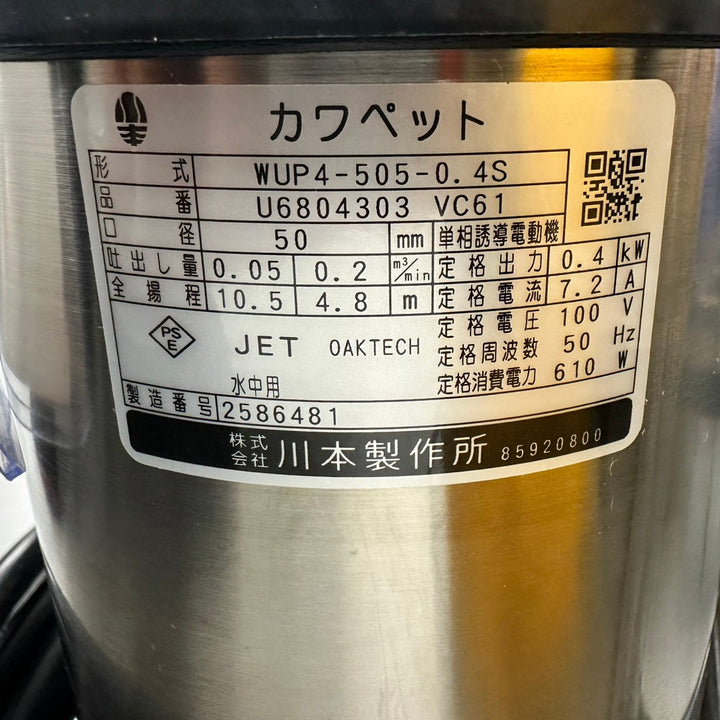 カワペット
形式 WUP4-505-0.4S
品番 U6804303 VC61
口径 50 mm 単相誘導電動機
吐出し量 0.05 0.2 m³/min 定格出力 0.4 kW
全揚程 10.5 4.8 m 定格電流 7.2 A
定格電圧 100 V
PSE JET OAKTECH 定格周波数 50 Hz
水中用 定格消費電力 610 W
製造番号 2586481
株式会社 川本製作所 85920800